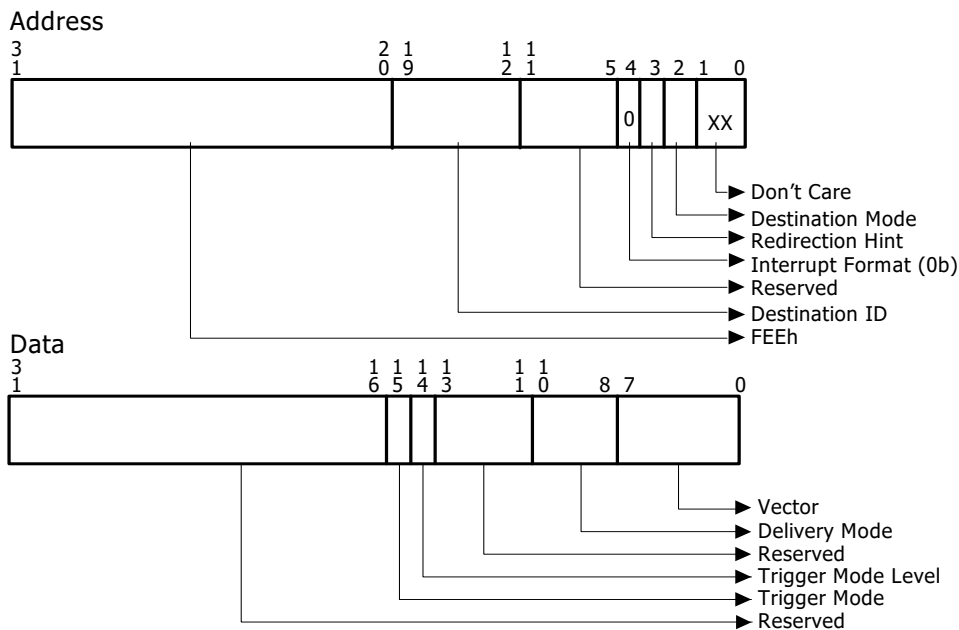 Address
3 2 1 1 1
1 0 9 2 1 5 4 3 2 1 0
0 XX
Don't Care
Destination Mode
Redirection Hint
Interrupt Format (0b)
Reserved
Destination ID
FEEh
Data
3 1 1 1 1 1 1
1 6 5 4 3 1 0 8 7 0
Vector
Delivery Mode
Reserved
Trigger Mode Level
Trigger Mode
Reserved